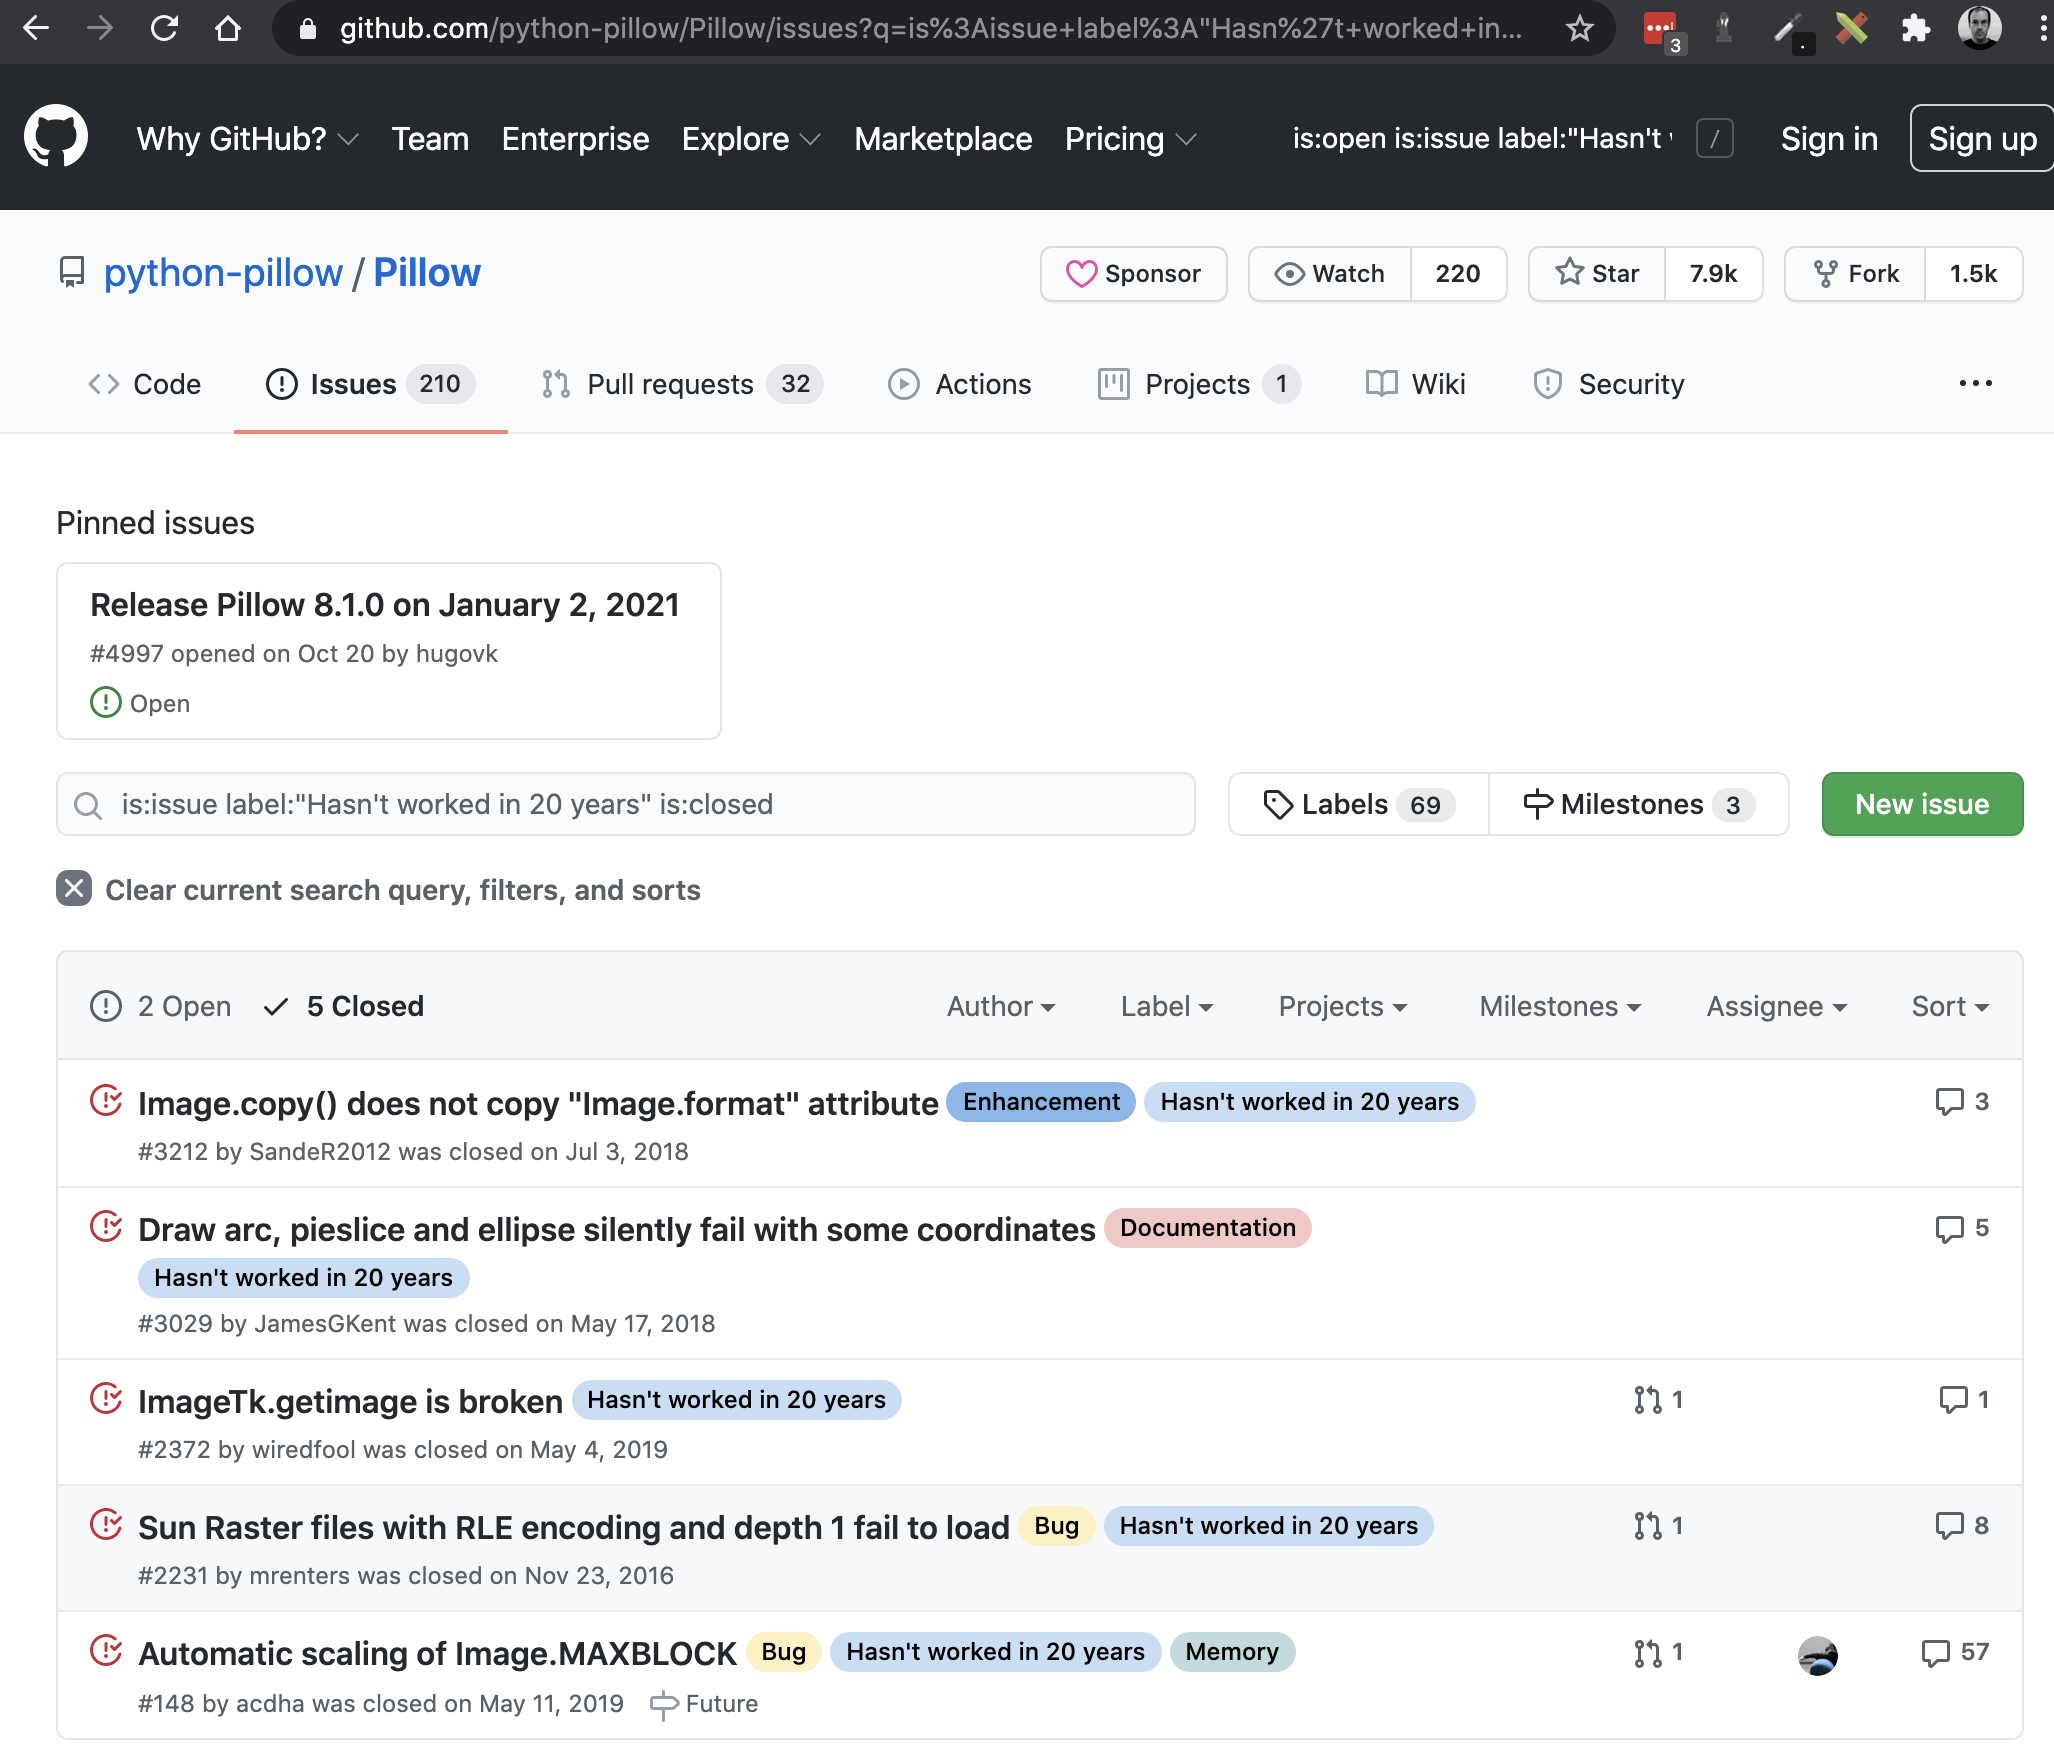 github.com/python-pillow/Pillow/issues?q=is%3Aissue+label%3A"Hasn%27t+worked+in...
3
Why GitHub? Team Enterprise Explore Marketplace Pricing is:open is:issue label:"Hasn't / Sign in Sign up
python-pillow / Pillow Sponsor Watch 220 Star 7.9k Fork 1.5k
Code Issues 210 Pull requests 32 Actions Projects 1 Wiki Security ...
Pinned issues
Release Pillow 8.1.0 on January 2, 2021
#4997 opened on Oct 20 by hugovk
Open
is:issue label:"Hasn't worked in 20 years" is:closed Labels 69 Milestones 3 New issue
Clear current search query, filters, and sorts
2 Open 5 Closed Author Label Projects Milestones Assignee Sort
Image.copy() does not copy "Image.format" attribute Enhancement Hasn't worked in 20 years 3
#3212 by SandeR2012 was closed on Jul 3, 2018
Draw arc, pieslice and ellipse silently fail with some coordinates Documentation 5
Hasn't worked in 20 years
#3029 by JamesGKent was closed on May 17, 2018
ImageTk.getimage is broken Hasn't worked in 20 years 1 1
#2372 by wiredfool was closed on May 4, 2019
Sun Raster files with RLE encoding and depth 1 fail to load Bug Hasn't worked in 20 years 1 8
#2231 by mrenters was closed on Nov 23, 2016
Automatic scaling of Image.MAXBLOCK Bug Hasn't worked in 20 years Memory 1 57
#148 by acdha was closed on May 11, 2019 Future